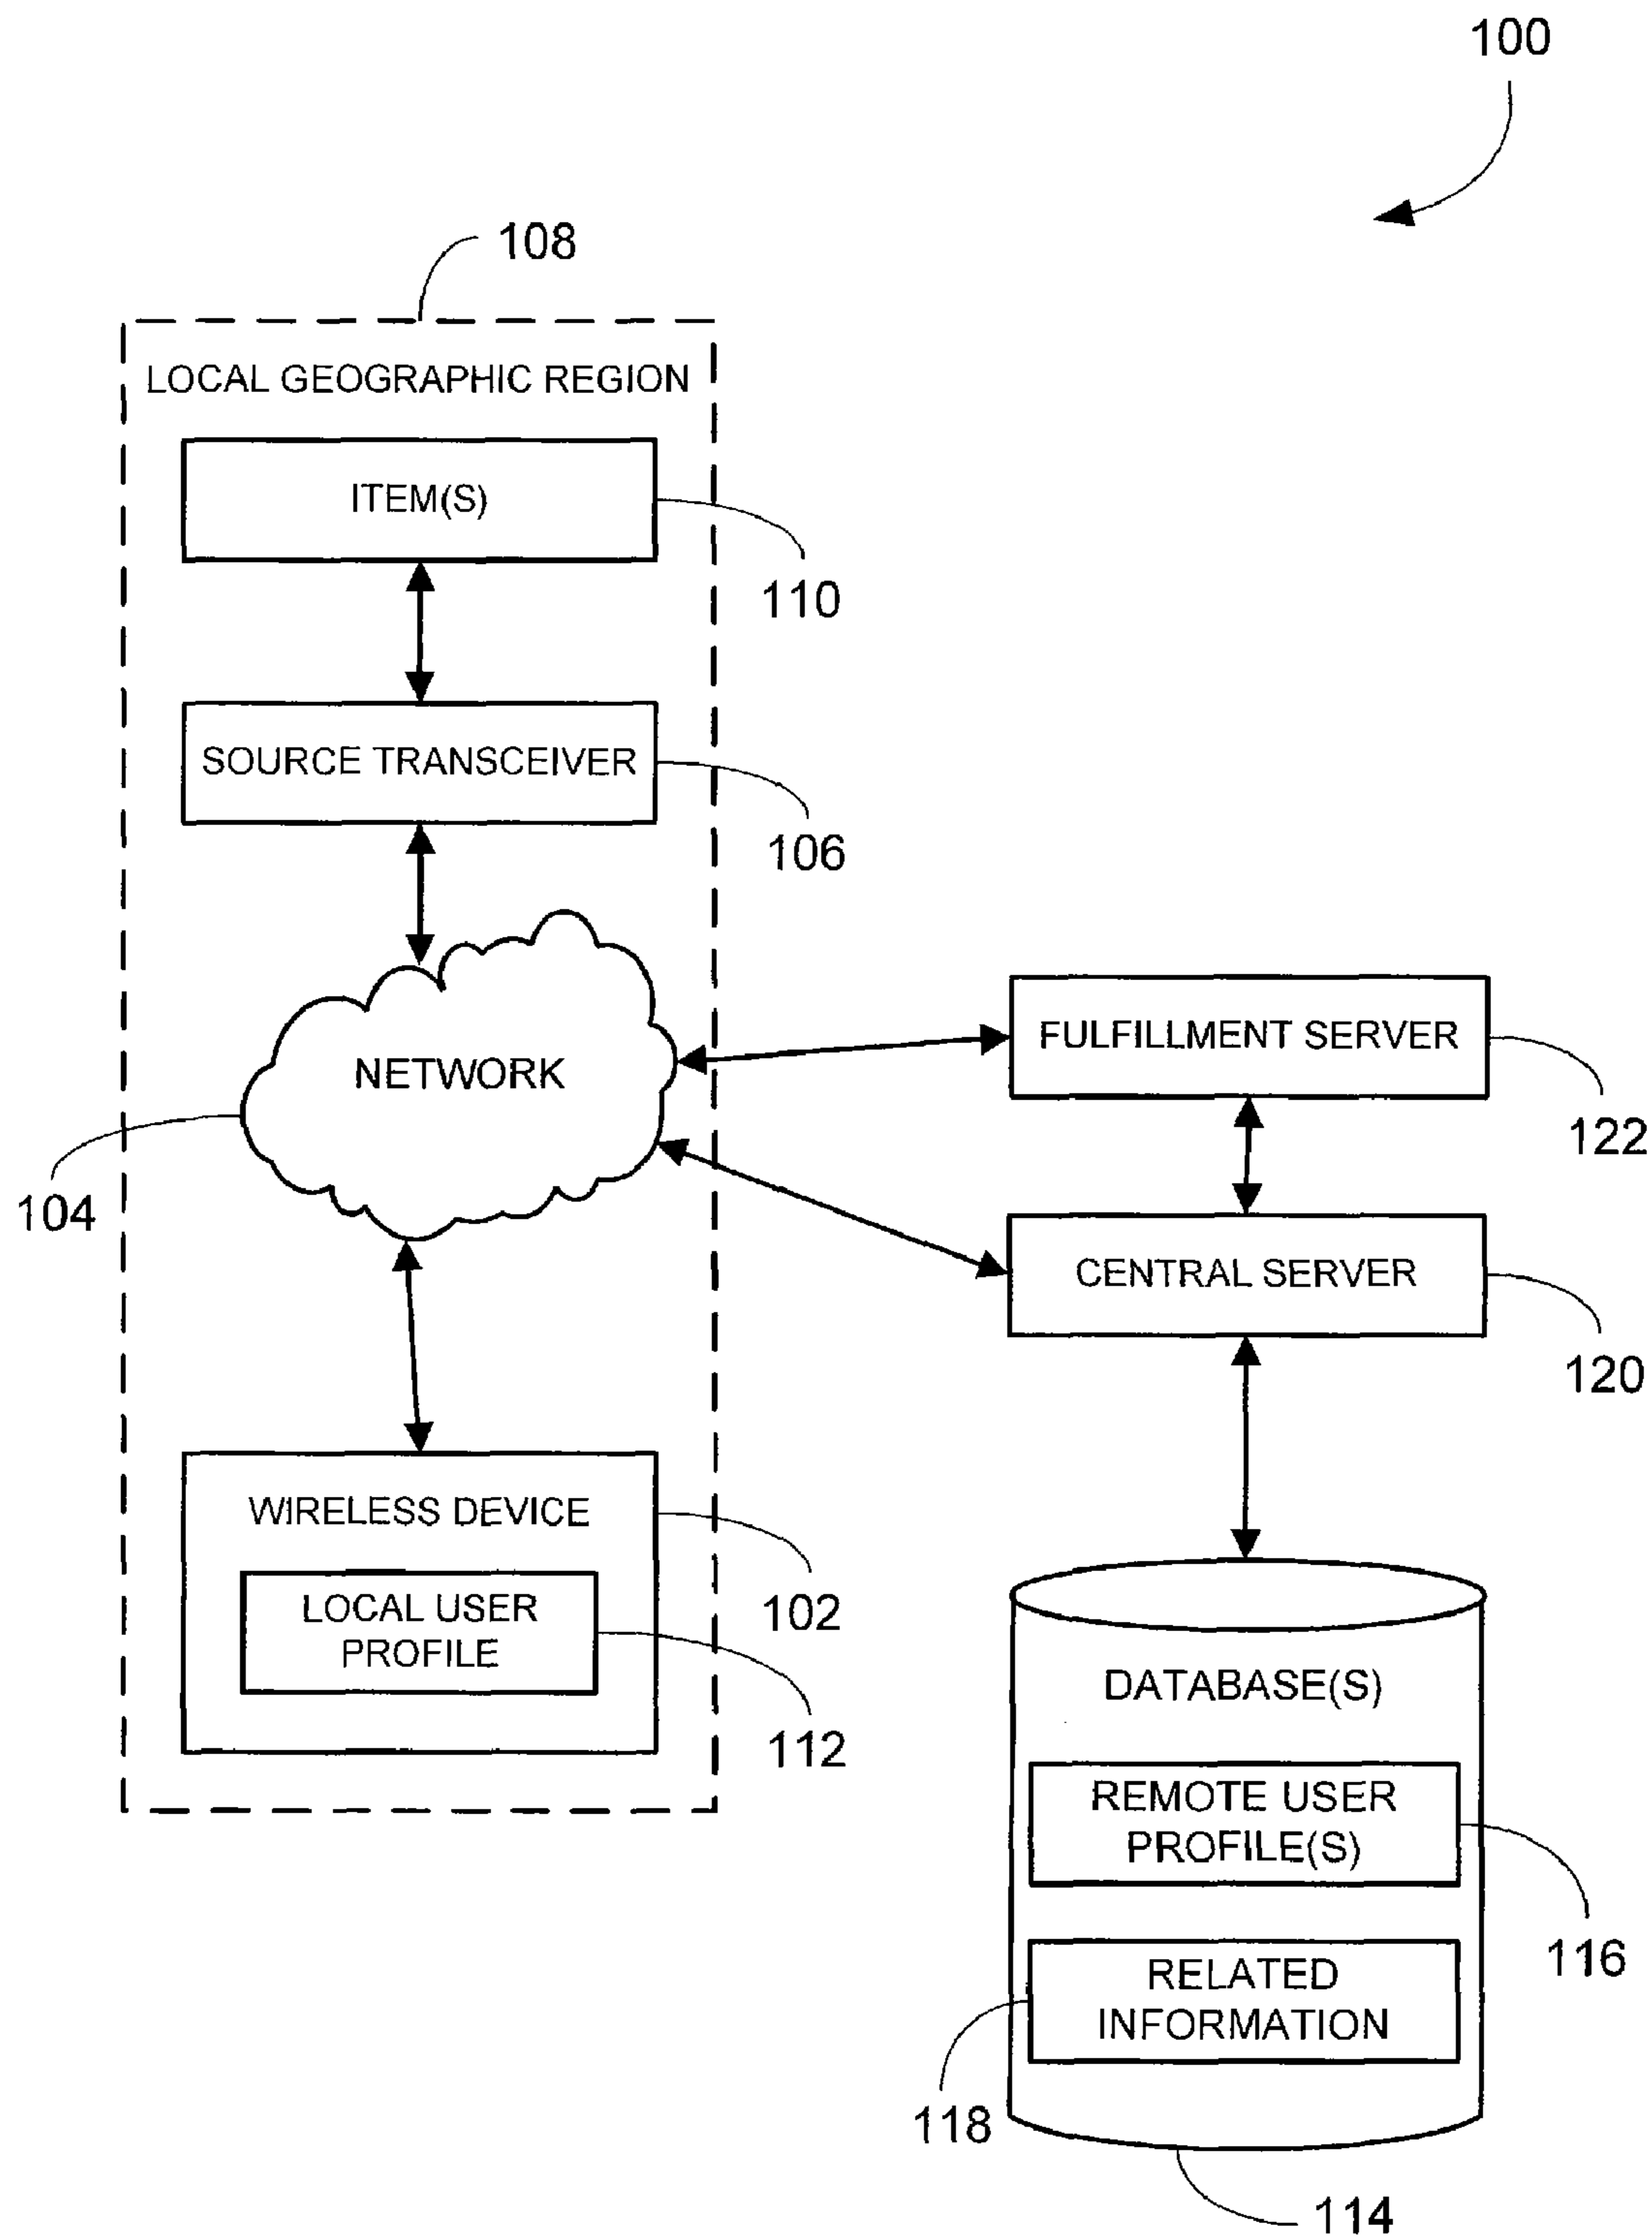 100
108
LOCAL GEOGRAPHIC REGION
ITEM(S)
110
SOURCE TRANSCEIVER
106
NETWORK
104
FULFILLMENT SERVER
122
CENTRAL SERVER
120
WIRELESS DEVICE
102
LOCAL USER
PROFILE
112
DATABASE(S)
REMOTE USER
PROFILE(S)
116
RELATED
INFORMATION
118
114